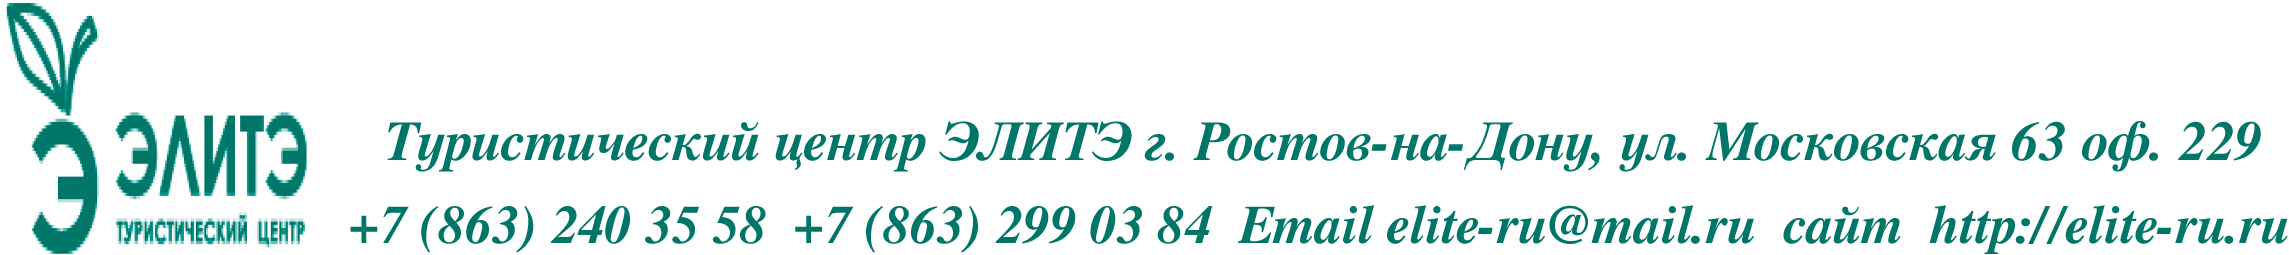 Э ЭЛИТЭ
ТУРИСТИЧЕСКИЙ ЦЕНТР
Туристический центр ЭЛИТЭ г. Ростов-на-Дону, ул. Московская 63 оф. 229
+7 (863) 240 35 58 +7 (863) 299 03 84 Email elite-ru@mail.ru сайт http://elite-ru.ru